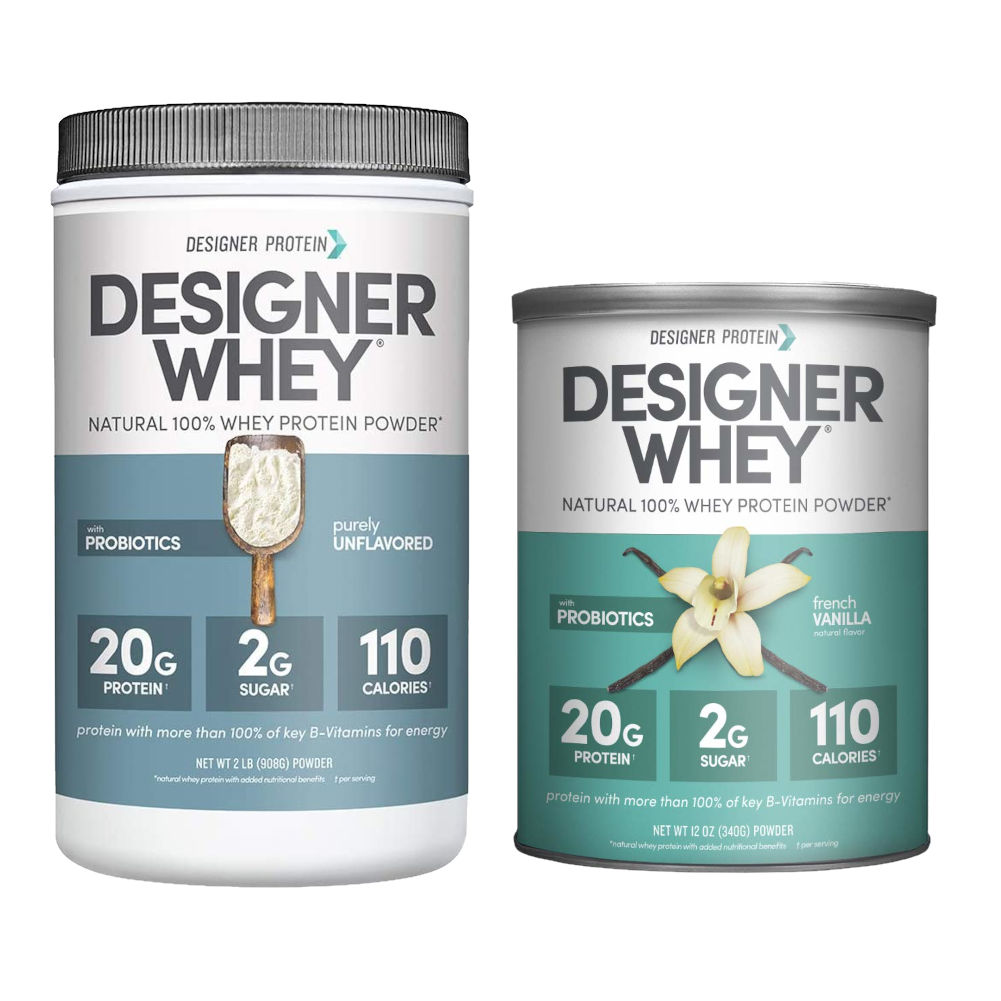 DESIGNER PROTEIN
DESIGNER
WHEY®
NATURAL 100% WHEY PROTEIN POWDER*
with
PROBIOTICS
purely
UNFLAVORED
20G
PROTEIN†
2G
SUGAR†
110
CALORIES†
protein with more than 100% of key B-Vitamins for energy
NET WT 2 LB (908G) POWDER
*natural whey protein with added nutritional benefits † per serving
DESIGNER PROTEIN
DESIGNER
WHEY®
NATURAL 100% WHEY PROTEIN POWDER*
with
PROBIOTICS
french
VANILLA
natural flavor
20G
PROTEIN†
2G
SUGAR†
110
CALORIES†
protein with more than 100% of key B-Vitamins for energy
NET WT 12 OZ (340G) POWDER
*natural whey protein with added nutritional benefits † per serving